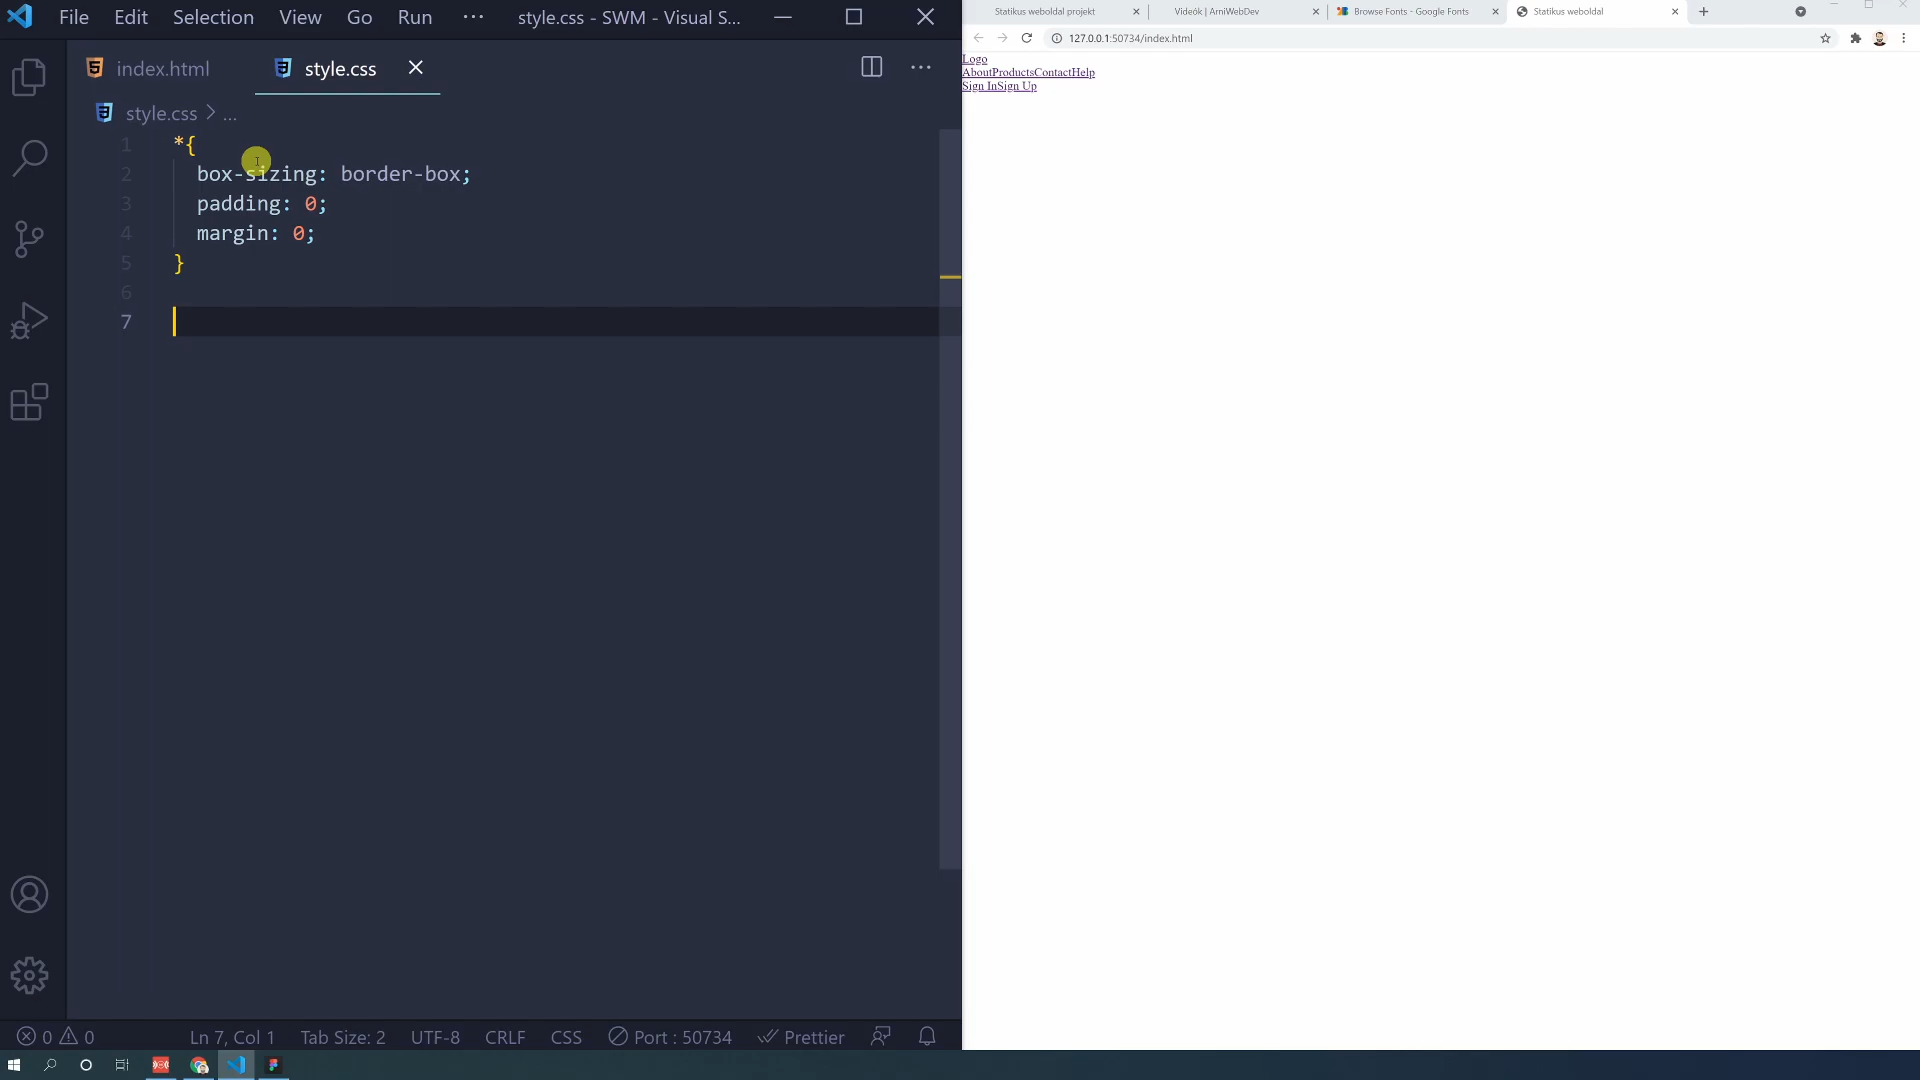 File Edit Selection View Go Run ··· style.css - SWM - Visual S...
index.html style.css
style.css > ...
1 *{
2 box-sizing: border-box;
3 padding: 0;
4 margin: 0;
5 }
6
7
0 0 Ln 7, Col 1 Tab Size: 2 UTF-8 CRLF CSS Port : 50734 Prettier
Statikus weboldal projekt Videók | ArniWebDev Browse Fonts - Google Fonts Statikus weboldal
127.0.0.1:50734/index.html
Logo
AboutProductsContactHelp
Sign InSign Up